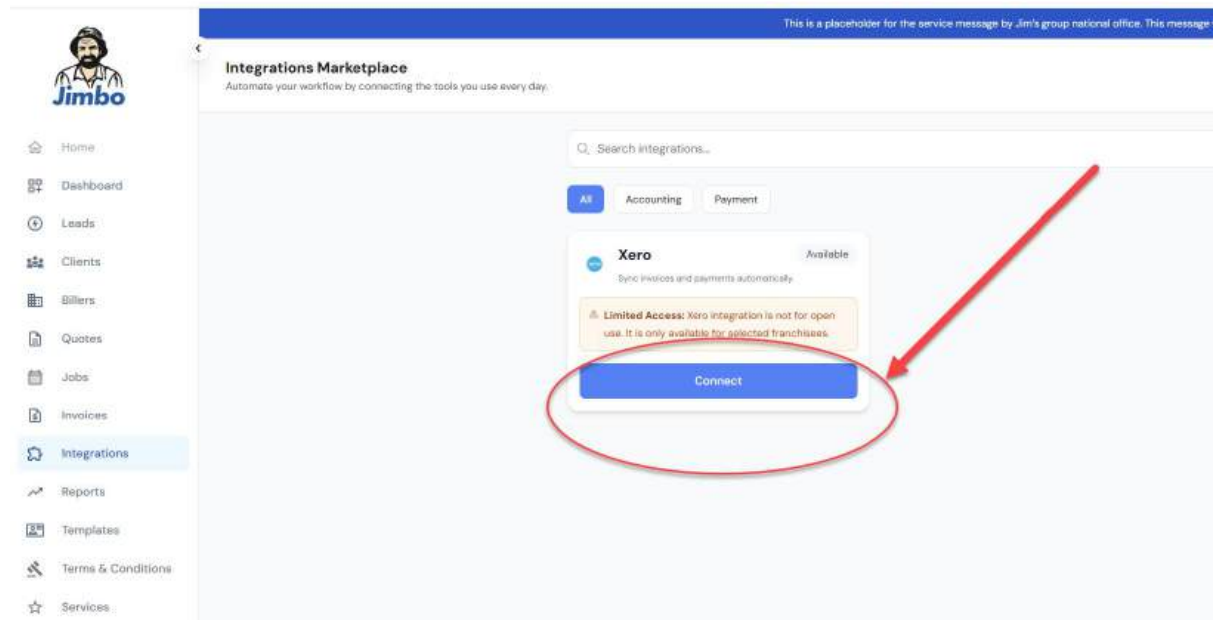 This is a placeholder for the service message by Jim's group national office. This message
Jimbo
Integrations Marketplace
Automate your workflow by connecting the tools you use every day.
Home
Dashboard
Leads
Clients
Billers
Quotes
Jobs
Invoices
Integrations
Reports
Templates
Terms & Conditions
Services
Search integrations...
All
Accounting
Payment
Xero
Available
Sync invoices and payments automatically.
Limited Access: Xero integration is not for open
use. It is only available for selected franchisees.
Connect